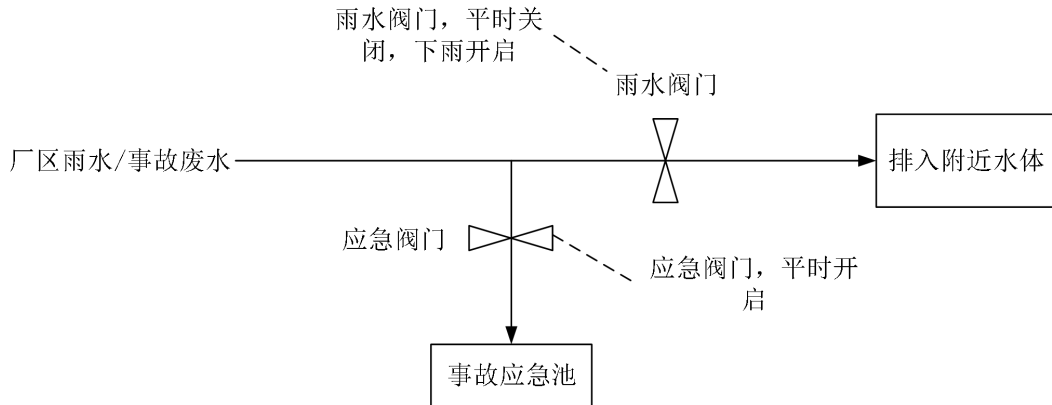 雨水阀门，平时关
闭，下雨开启
雨水阀门
厂区雨水/事故废水
排入附近水体
应急阀门
应急阀门，平时开
启
事故应急池